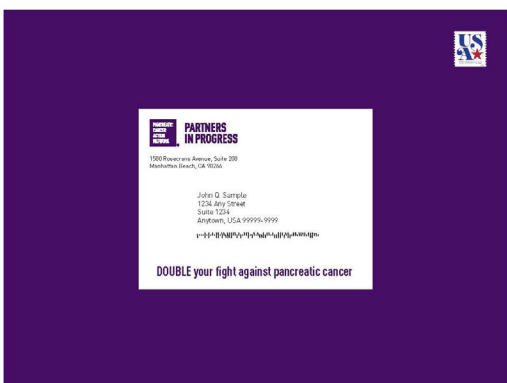 USA
PANCREATIC
CANCER
ACTION
NETWORK
PARTNERS
IN PROGRESS
1500 Rosecrans Avenue, Suite 200
Manhattan Beach, CA 90266
John Q. Sample
1234 Any Street
Suite 1234
Anytown, USA 99999-9999
DOUBLE your fight against pancreatic cancer